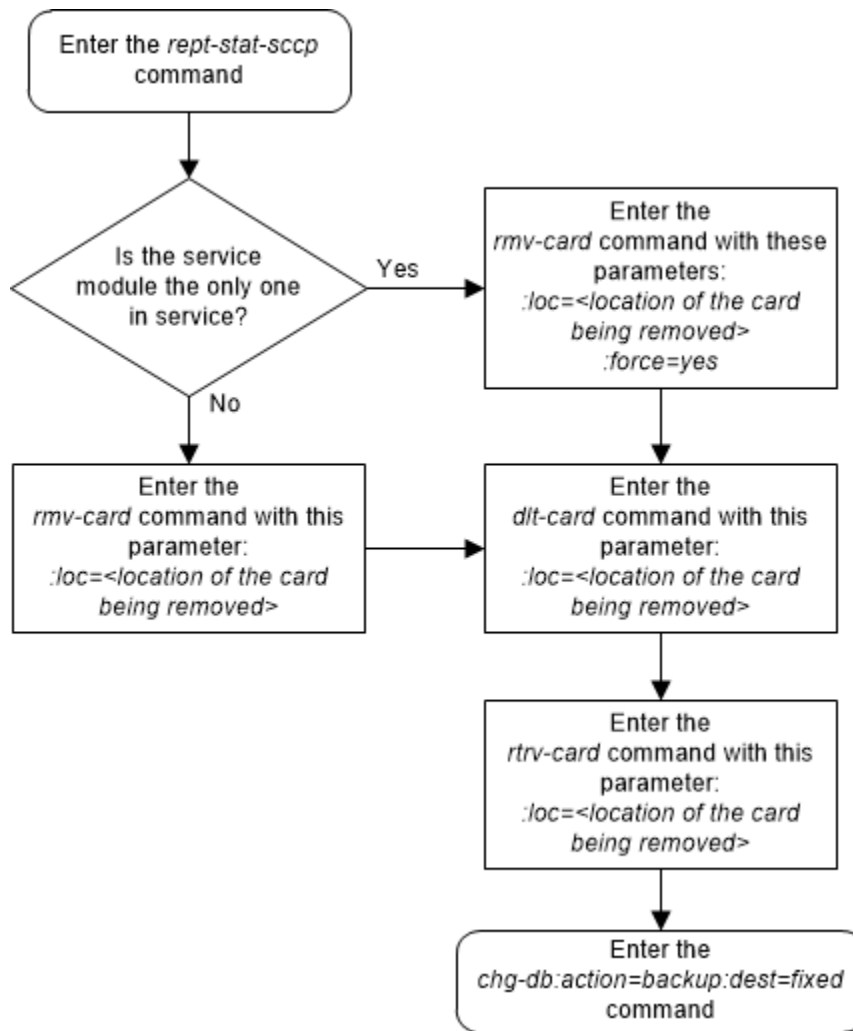 Enter the rept-stat-sccp
command
Is the service
module the only one
in service?
Yes
No
Enter the
rmv-card command with these
parameters:
:loc=<location of the card
being removed>
:force=yes
Enter the
rmv-card command with this
parameter:
:loc=<location of the card
being removed>
Enter the
dlt-card command with this
parameter:
:loc=<location of the card
being removed>
Enter the
rtrv-card command with this
parameter:
:loc=<location of the card
being removed>
Enter the
chg-db:action=backup:dest=fixed
command